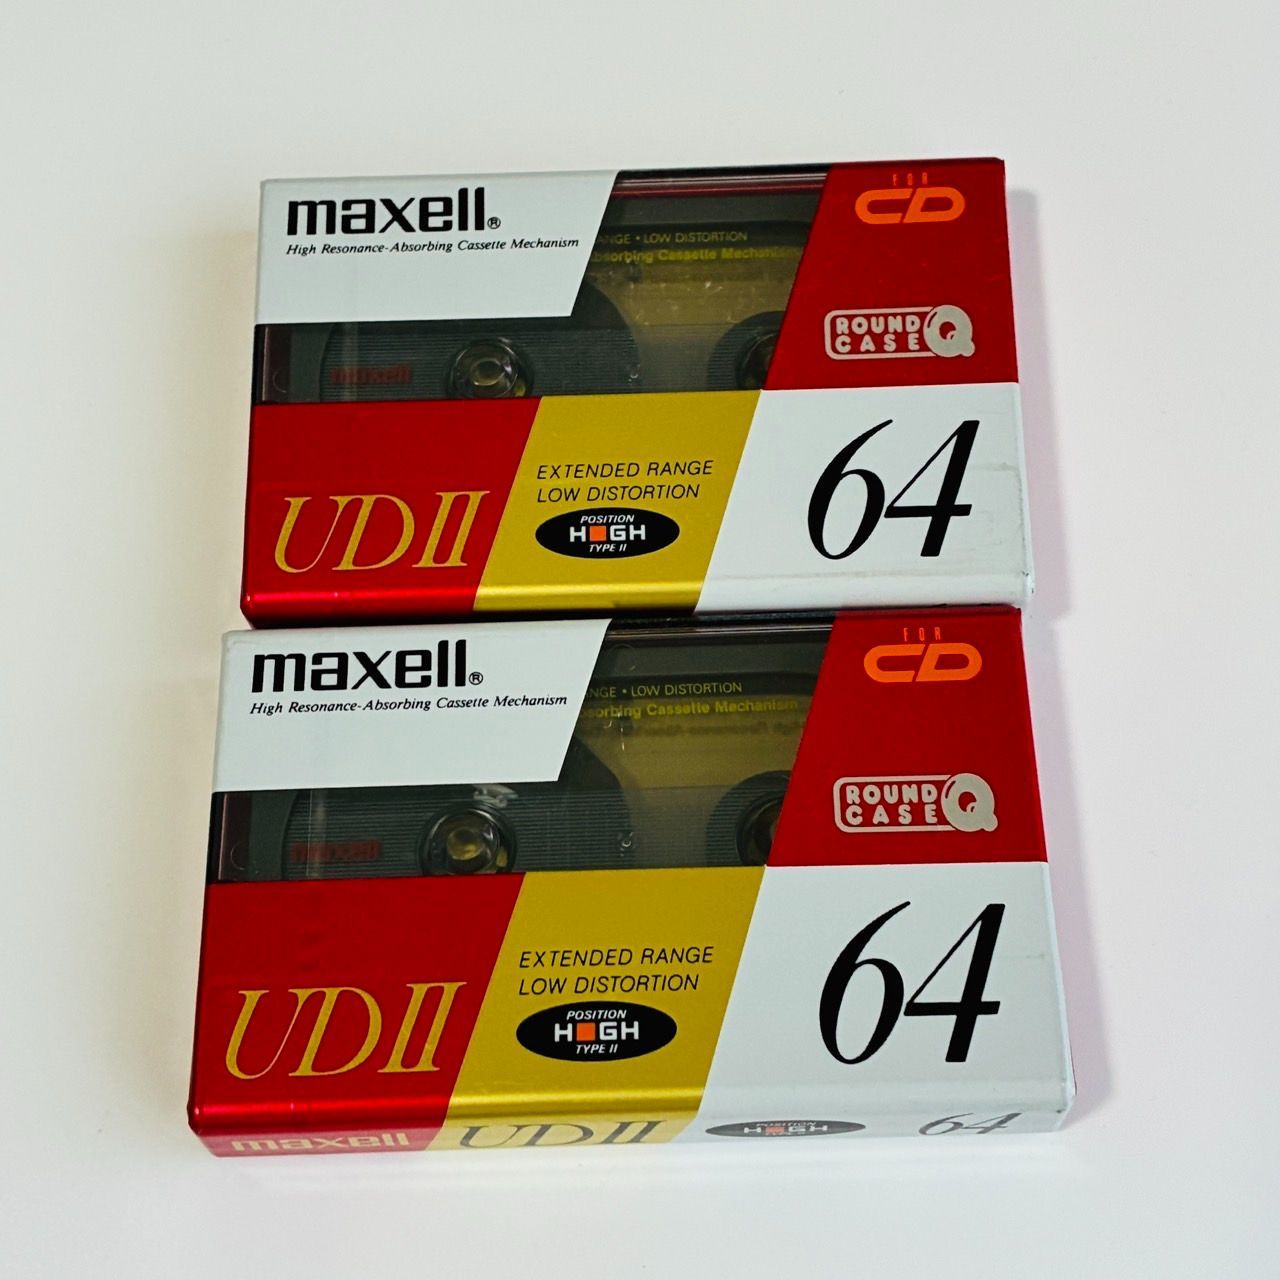 maxell®
High Resonance-Absorbing Cassette Mechanism
NGE • LOW DISTORTION
sorbing Cassette Mechanism
FOR
CD
ROUND
CASE Q
maxell
UDII
EXTENDED RANGE
LOW DISTORTION
POSITION
HIGH
TYPE II
64
maxell®
High Resonance-Absorbing Cassette Mechanism
NGE • LOW DISTORTION
sorbing Cassette Mechanism
FOR
CD
ROUND
CASE Q
maxell
UDII
EXTENDED RANGE
LOW DISTORTION
POSITION
HIGH
TYPE II
64
maxell UDII POSITION HIGH TYPE II 64